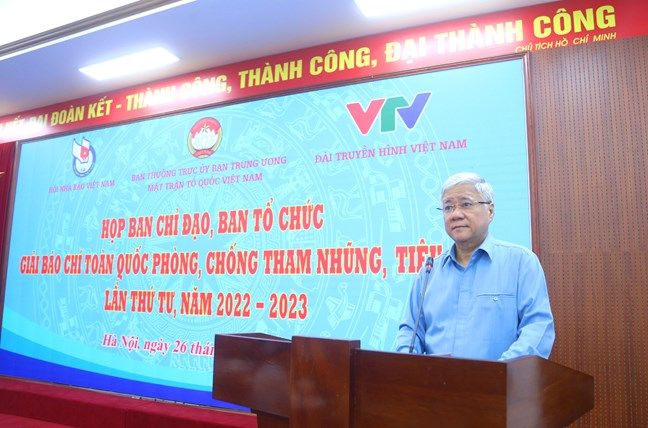 ĐẠI ĐOÀN KẾT - THÀNH CÔNG, THÀNH CÔNG, ĐẠI THÀNH CÔNG
CHỦ TỊCH HỒ CHÍ MINH
HỘI NHÀ BÁO VIỆT NAM
BAN THƯỜNG TRỰC ỦY BAN TRUNG ƯƠNG
MẶT TRẬN TỔ QUỐC VIỆT NAM
VTV
ĐÀI TRUYỀN HÌNH VIỆT NAM
HỌP BAN CHỈ ĐẠO, BAN TỔ CHỨC
GIẢI BÁO CHÍ TOÀN QUỐC PHÒNG, CHỐNG THAM NHŨNG, TIÊU
LẦN THỨ TƯ, NĂM 2022 – 2023
Hà Nội, ngày 26